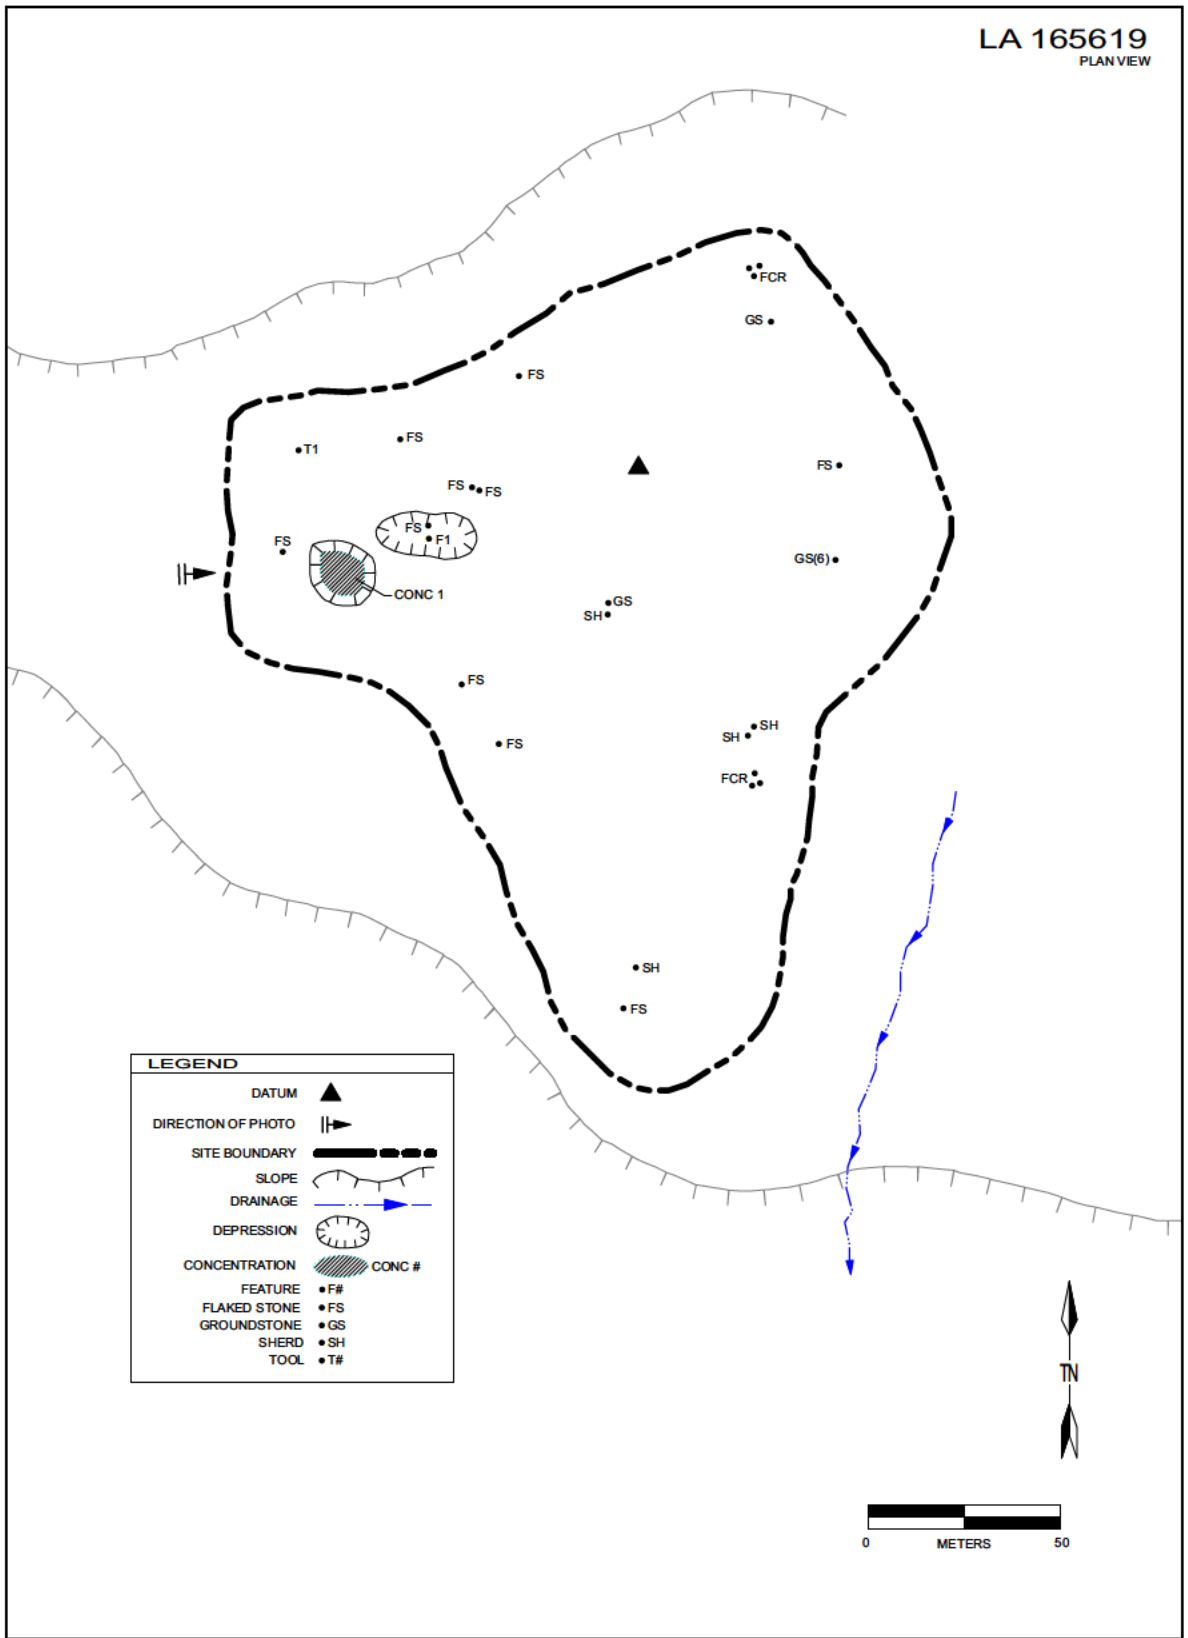 LA 165619
PLAN VIEW
FCR
GS
FS
FS
T1
FS
FS
FS
FS
FS
F1
GS(6)
CONC 1
GS
SH
FS
SH
SH
FS
FCR
SH
FS
LEGEND
DATUM
DIRECTION OF PHOTO
SITE BOUNDARY
SLOPE
DRAINAGE
DEPRESSION
CONCENTRATION CONC #
FEATURE F#
FLAKED STONE FS
GROUNDSTONE GS
SHERD SH
TOOL T#
TN
0 METERS 50